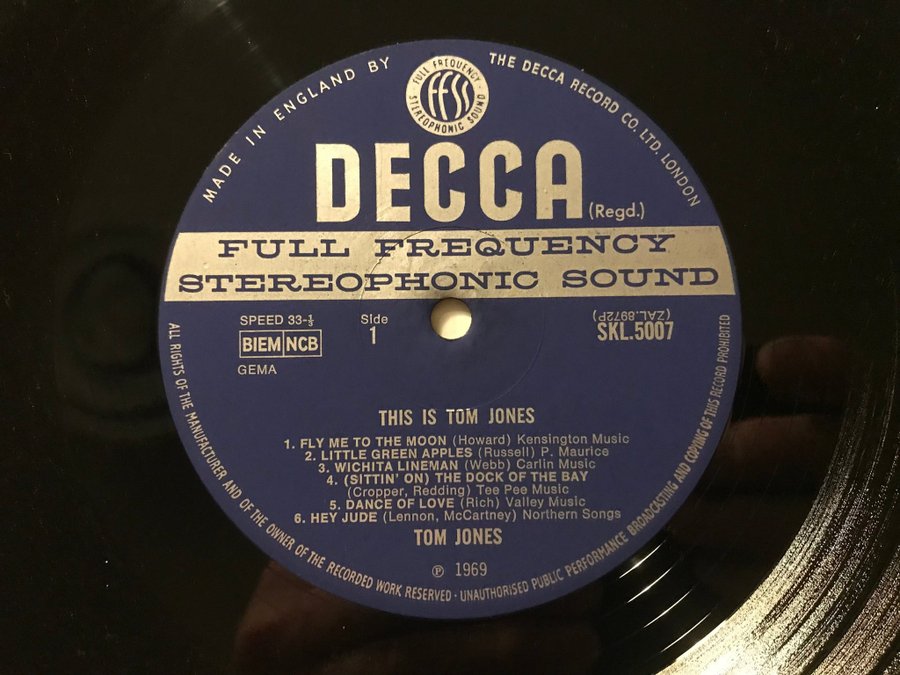 MADE IN ENGLAND BY
THE DECCA RECORD CO. LTD. LONDON
FULL FREQUENCY
FFSS
STEREOPHONIC SOUND
DECCA (Regd.)
FULL FREQUENCY
STEREOPHONIC SOUND
SPEED 33-⅓
BIEM NCB
GEMA
Side
1
(ZAL.8972P)
SKL.5007
THIS IS TOM JONES
1. FLY ME TO THE MOON (Howard) Kensington Music
2. LITTLE GREEN APPLES (Russell) P. Maurice
3. WICHITA LINEMAN (Webb) Carlin Music
4. (SITTIN' ON) THE DOCK OF THE BAY
(Cropper, Redding) Tee Pee Music
5. DANCE OF LOVE (Rich) Valley Music
6. HEY JUDE (Lennon, McCartney) Northern Songs
TOM JONES
℗ 1969
ALL RIGHTS OF THE MANUFACTURER AND OF THE OWNER OF THE RECORDED WORK RESERVED · UNAUTHORISED PUBLIC PERFORMANCE BROADCASTING AND COPYING OF THIS RECORD PROHIBITED